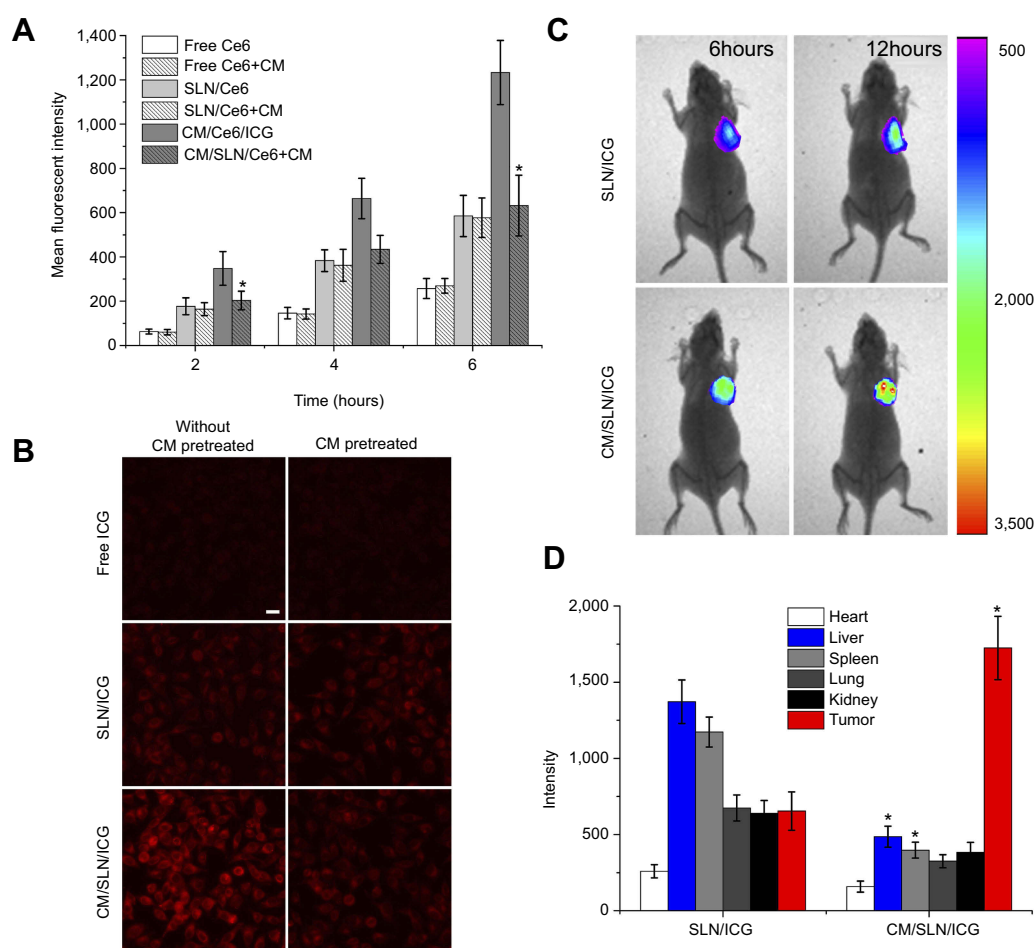 A
1,400
1,200
1,000
800
600
400
200
0
Mean fluorescent intensity
2
4
6
Time (hours)
Free Ce6
Free Ce6+CM
SLN/Ce6
SLN/Ce6+CM
CM/Ce6/ICG
CM/SLN/Ce6+CM
*
*
B
Without
CM pretreated
CM pretreated
Free ICG
SLN/ICG
CM/SLN/ICG
C
6hours
12hours
SLN/ICG
CM/SLN/ICG
500
2,000
3,500
D
2,000
1,500
1,000
500
0
Intensity
Heart
Liver
Spleen
Lung
Kidney
Tumor
*
*
*
SLN/ICG
CM/SLN/ICG